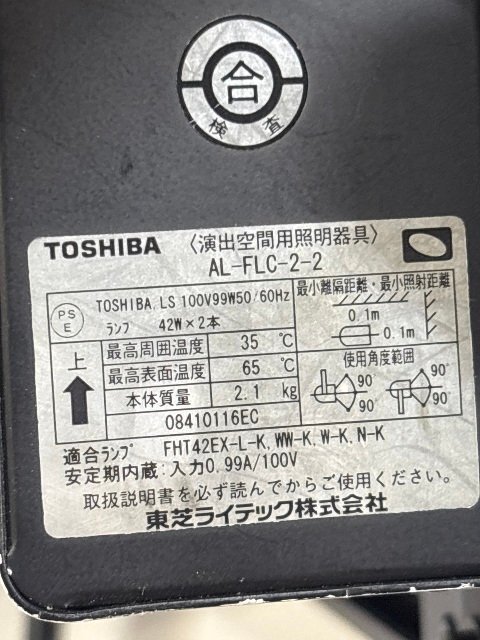 合
検査
TOSHIBA 〈演出空間用照明器具〉
AL-FLC-2-2
PS
E
TOSHIBA. LS 100V99W50/60Hz
ランプ 42W×2本
最小離隔距離・最小照射距離
0.1m
0.1m
上
最高周囲温度 35 ℃
最高表面温度 65 ℃
本体質量 2.1 kg
08410116EC
使用角度範囲
90° 90°
90° 90°
適合ランプ FHT42EX-L-K, WW-K, W-K, N-K
安定期内蔵：入力0.99A/100V
取扱説明書を必ず読んでからご使用ください。
東芝ライテック株式会社